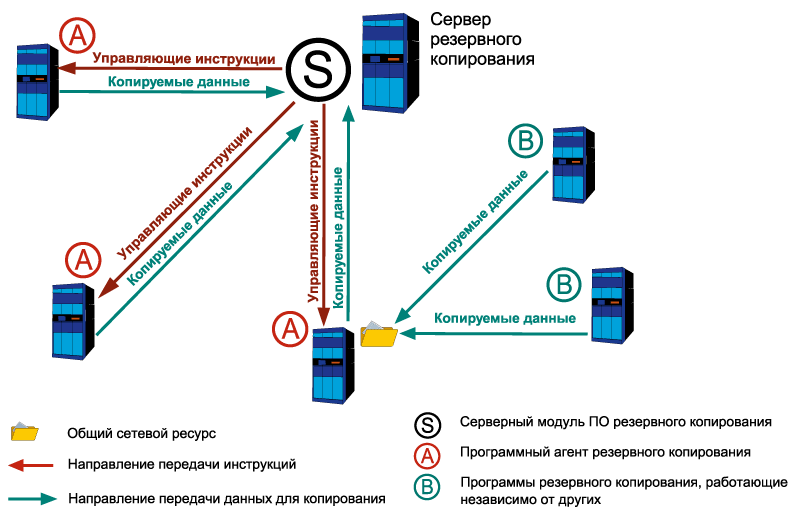 Сервер
резервного
копирования
A
Управляющие инструкции
Копируемые данные
S
Управляющие инструкции
Копируемые данные
A
Управляющие инструкции
Копируемые данные
A
B
Копируемые данные
B
Копируемые данные
Общий сетевой ресурс
Направление передачи инструкций
Направление передачи данных для копирования
S
Серверный модуль ПО резервного копирования
A
Программный агент резервного копирования
B
Программы резервного копирования, работающие
независимо от других